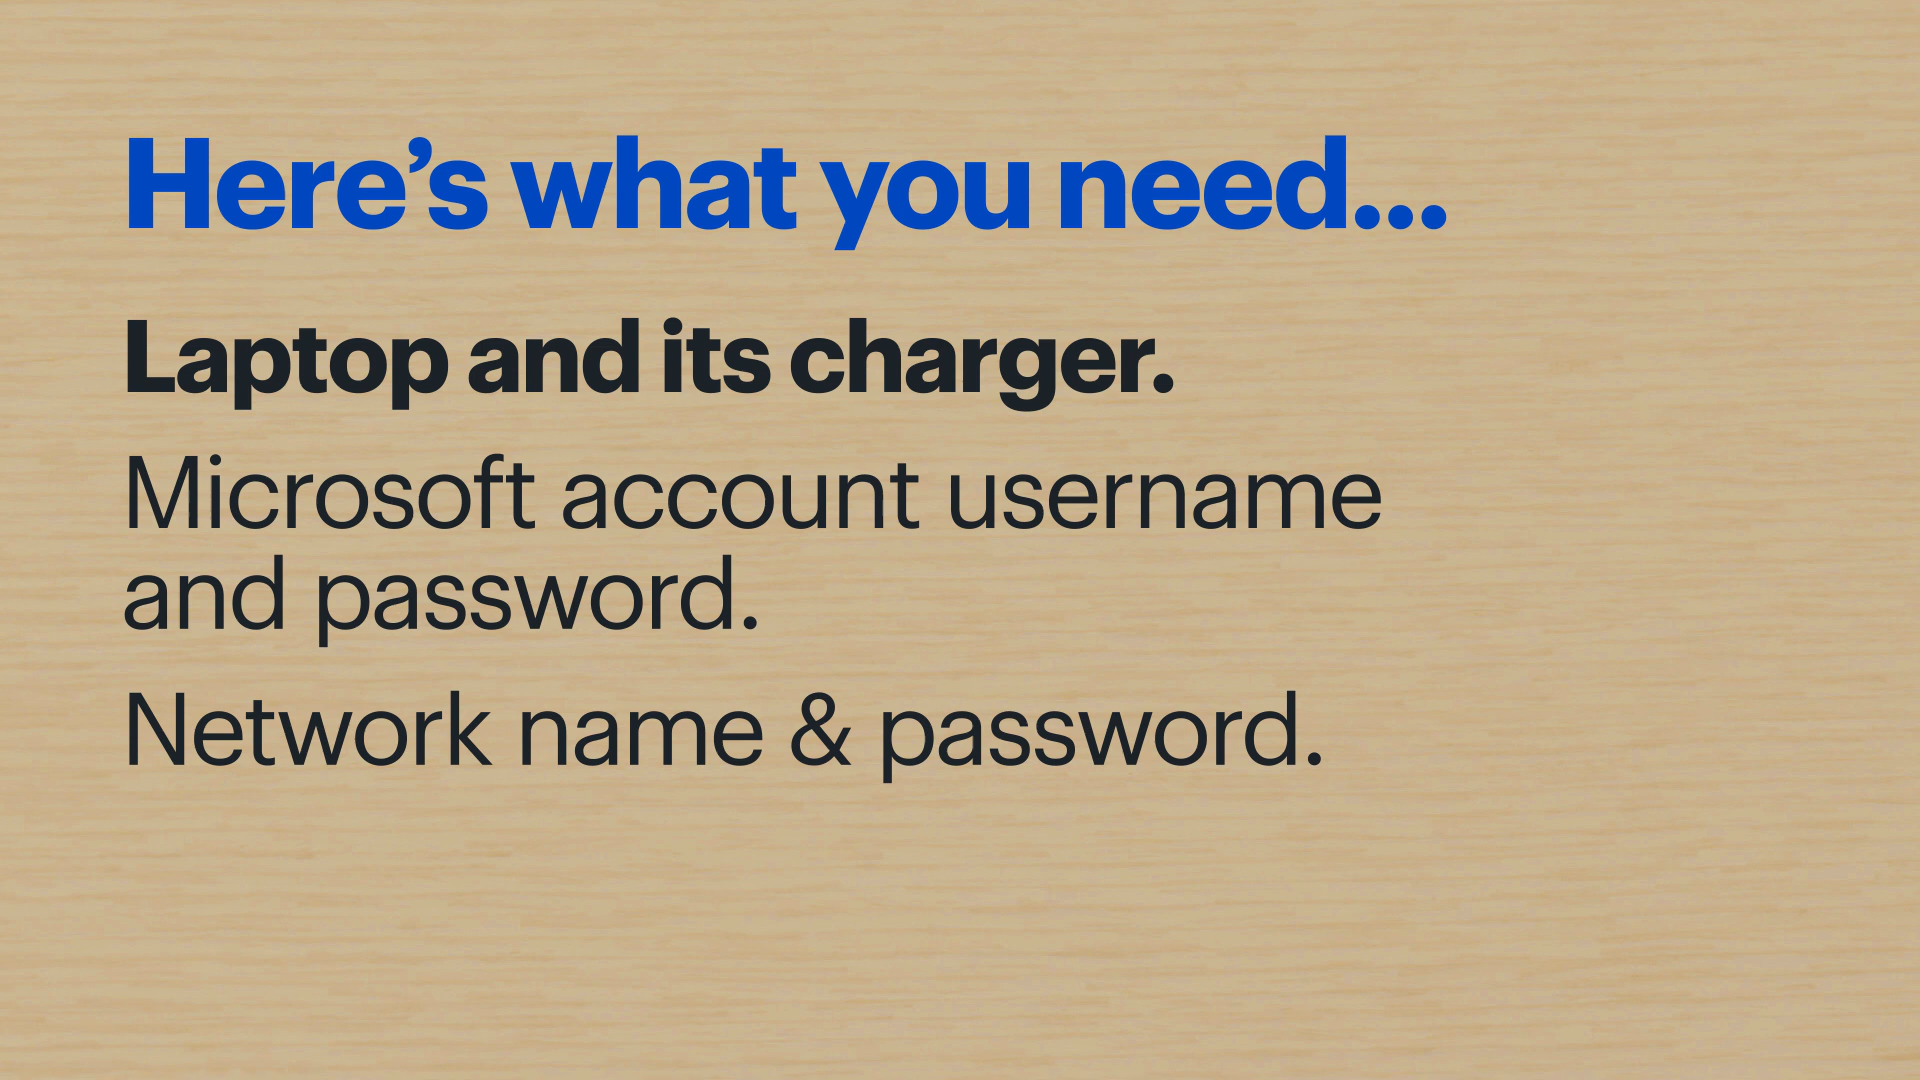 Here’s what you need...
Laptop and its charger.
Microsoft account username
and password.
Network name & password.